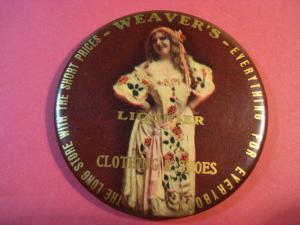 WEAVER'S
- EVERYTHING FOR EVERYBODY
THE LONG STORE WITH THE SHORT PRICES -
CLOTHING SHOES